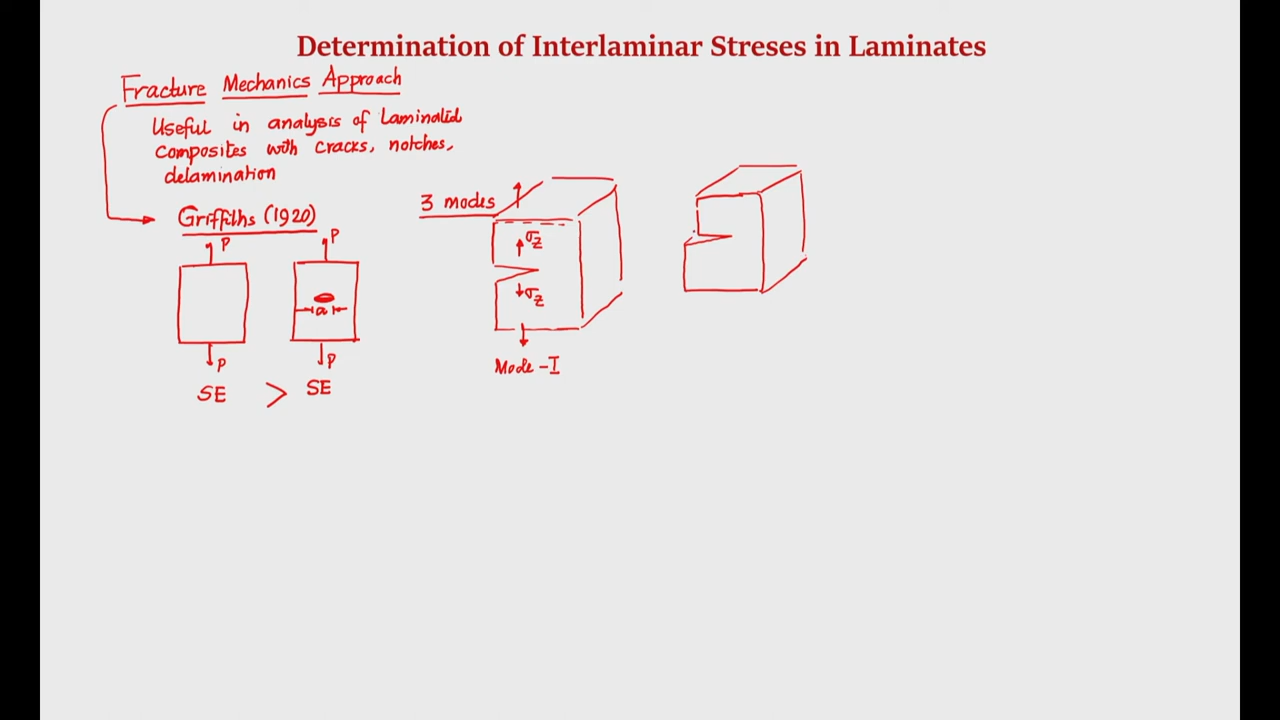 Determination of Interlaminar Streses in Laminates
Fracture Mechanics Approach
Useful in analysis of Laminated
composites with cracks, notches,
delamination
Griffiths (1920)
P
P
a
P
P
SE > SE
3 modes
σz
σz
Mode -I